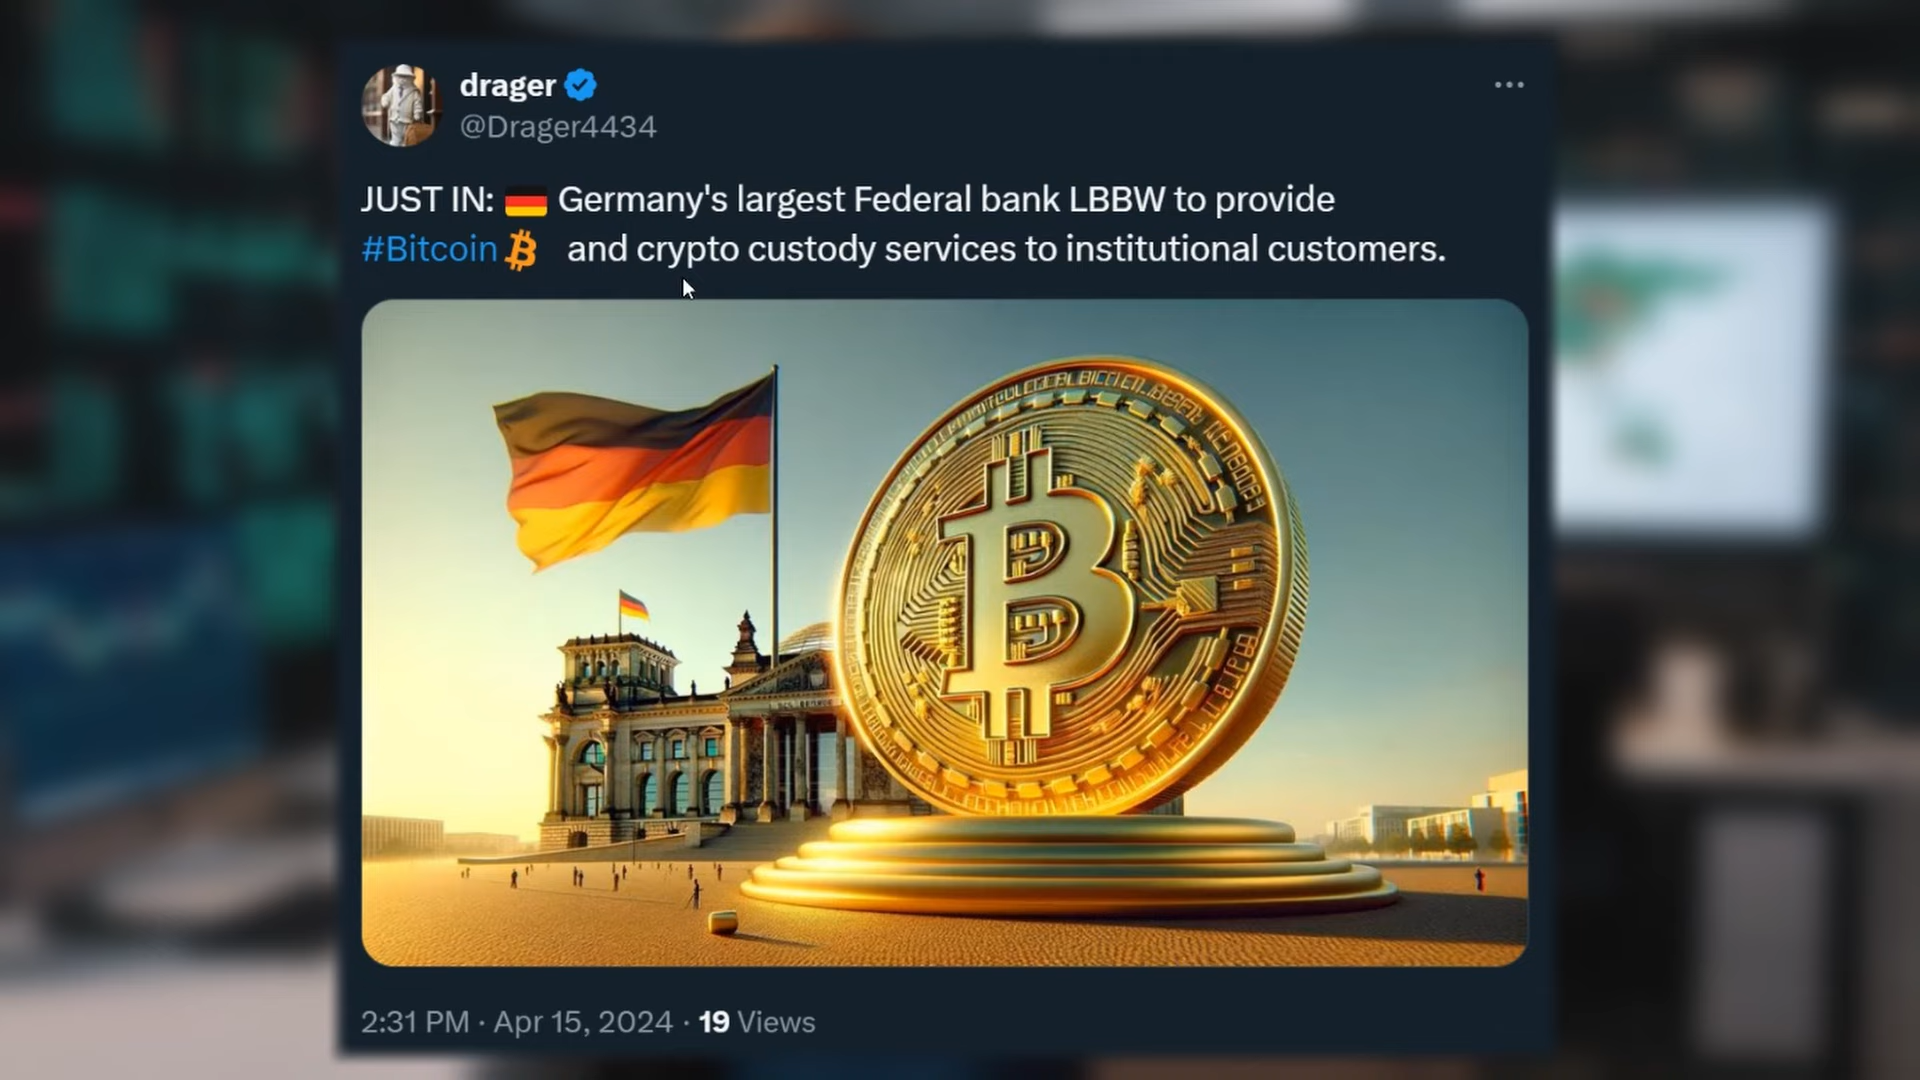 drager
@Drager4434
JUST IN: 🇩🇪 Germany's largest Federal bank LBBW to provide
#Bitcoin and crypto custody services to institutional customers.
2:31 PM · Apr 15, 2024 · 19 Views